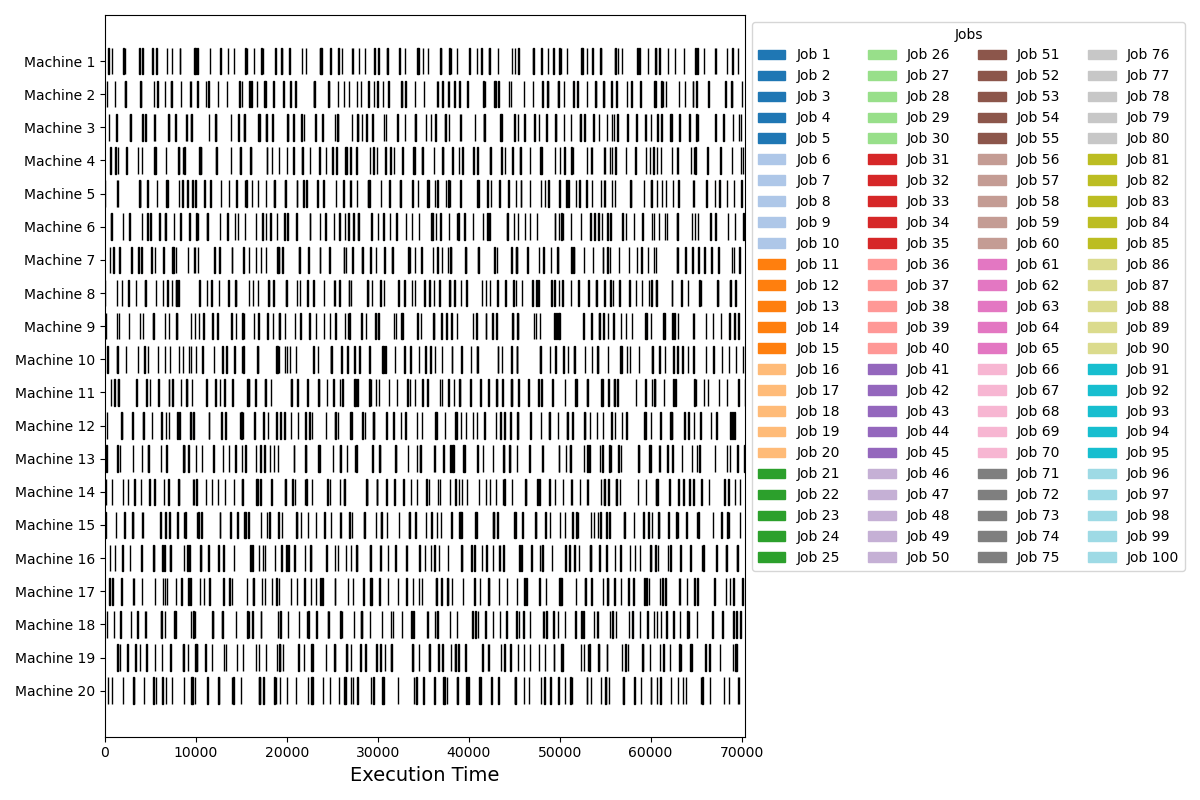 Jobs
Machine 1
Machine 2
Machine 3
Machine 4
Machine 5
Machine 6
Machine 7
Machine 8
Machine 9
Machine 10
Machine 11
Machine 12
Machine 13
Machine 14
Machine 15
Machine 16
Machine 17
Machine 18
Machine 19
Machine 20
0 10000 20000 30000 40000 50000 60000 70000
Execution Time
Job 1 Job 26 Job 51 Job 76
Job 2 Job 27 Job 52 Job 77
Job 3 Job 28 Job 53 Job 78
Job 4 Job 29 Job 54 Job 79
Job 5 Job 30 Job 55 Job 80
Job 6 Job 31 Job 56 Job 81
Job 7 Job 32 Job 57 Job 82
Job 8 Job 33 Job 58 Job 83
Job 9 Job 34 Job 59 Job 84
Job 10 Job 35 Job 60 Job 85
Job 11 Job 36 Job 61 Job 86
Job 12 Job 37 Job 62 Job 87
Job 13 Job 38 Job 63 Job 88
Job 14 Job 39 Job 64 Job 89
Job 15 Job 40 Job 65 Job 90
Job 16 Job 41 Job 66 Job 91
Job 17 Job 42 Job 67 Job 92
Job 18 Job 43 Job 68 Job 93
Job 19 Job 44 Job 69 Job 94
Job 20 Job 45 Job 70 Job 95
Job 21 Job 46 Job 71 Job 96
Job 22 Job 47 Job 72 Job 97
Job 23 Job 48 Job 73 Job 98
Job 24 Job 49 Job 74 Job 99
Job 25 Job 50 Job 75 Job 100